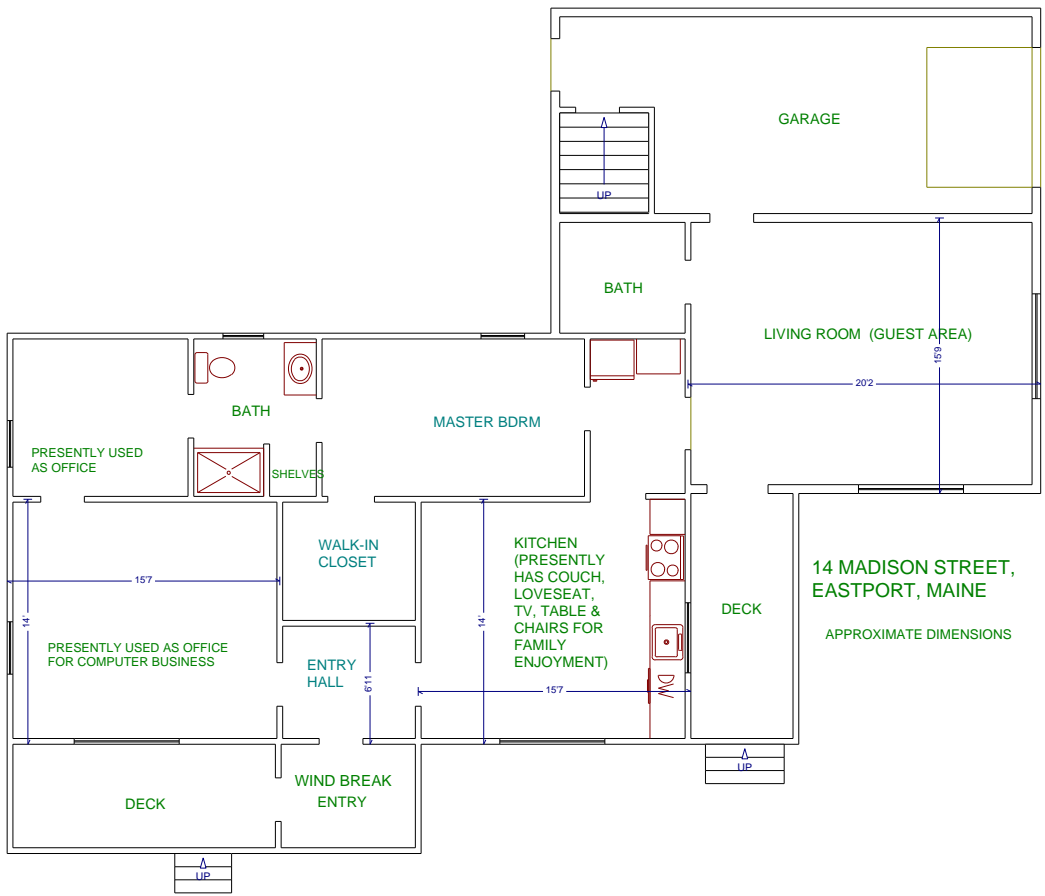 GARAGE
UP
BATH
LIVING ROOM (GUEST AREA)
15'9
20'2
BATH
MASTER BDRM
PRESENTLY USED
AS OFFICE
SHELVES
WALK-IN
CLOSET
KITCHEN
(PRESENTLY
HAS COUCH,
LOVESEAT,
TV, TABLE &
CHAIRS FOR
FAMILY
ENJOYMENT)
14 MADISON STREET,
EASTPORT, MAINE
APPROXIMATE DIMENSIONS
15'7
14'
14'
DECK
PRESENTLY USED AS OFFICE
FOR COMPUTER BUSINESS
ENTRY
HALL
6'11
15'7
DW
UP
WIND BREAK
ENTRY
DECK
UP